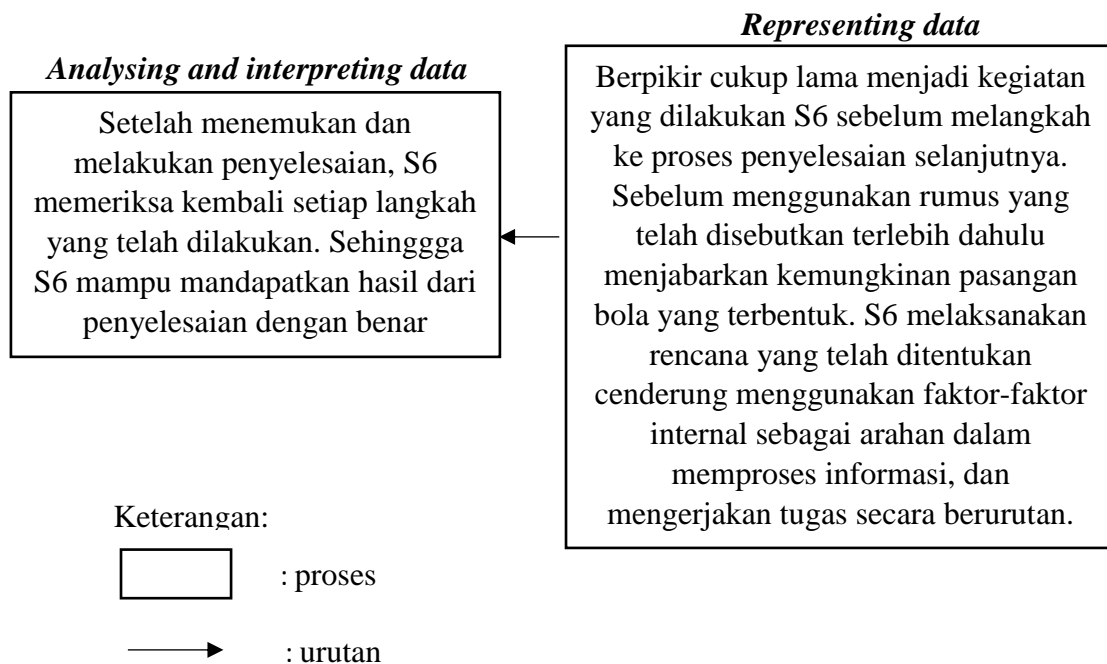 Representing data
Berpikir cukup lama menjadi kegiatan
yang dilakukan S6 sebelum melangkah
ke proses penyelesaian selanjutnya.
Sebelum menggunakan rumus yang
telah disebutkan terlebih dahulu
menjabarkan kemungkinan pasangan
bola yang terbentuk. S6 melaksanakan
rencana yang telah ditentukan
cenderung menggunakan faktor-faktor
internal sebagai arahan dalam
memproses informasi, dan
mengerjakan tugas secara berurutan.
Analysing and interpreting data
Setelah menemukan dan
melakukan penyelesaian, S6
memeriksa kembali setiap langkah
yang telah dilakukan. Sehinggga
S6 mampu mandapatkan hasil dari
penyelesaian dengan benar
Keterangan:
: proses
: urutan